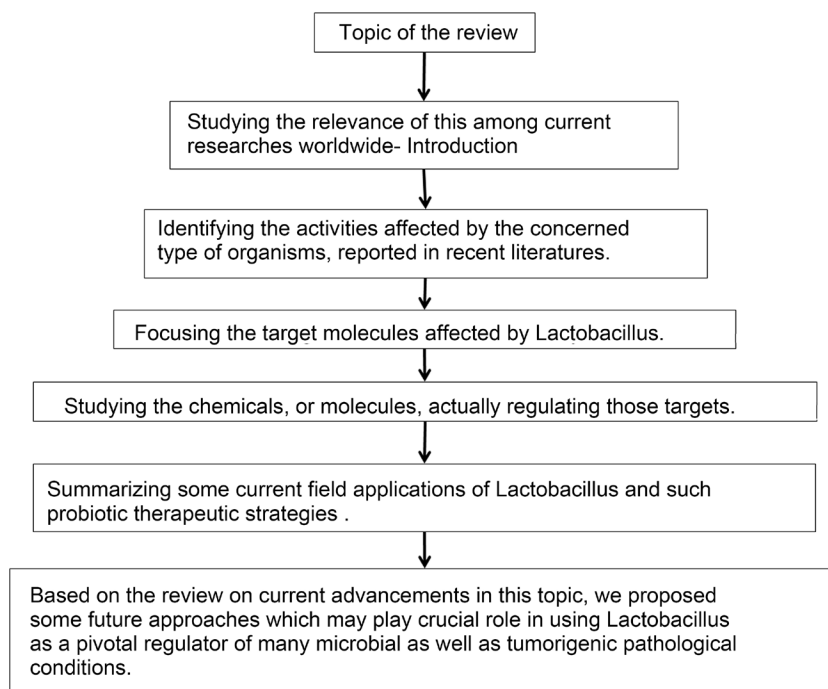 Topic of the review
Studying the relevance of this among current
researches worldwide- Introduction
Identifying the activities affected by the concerned
type of organisms, reported in recent literatures.
Focusing the target molecules affected by Lactobacillus.
Studying the chemicals, or molecules, actually regulating those targets.
Summarizing some current field applications of Lactobacillus and such
probiotic therapeutic strategies .
Based on the review on current advancements in this topic, we proposed
some future approaches which may play crucial role in using Lactobacillus
as a pivotal regulator of many microbial as well as tumorigenic pathological
conditions.